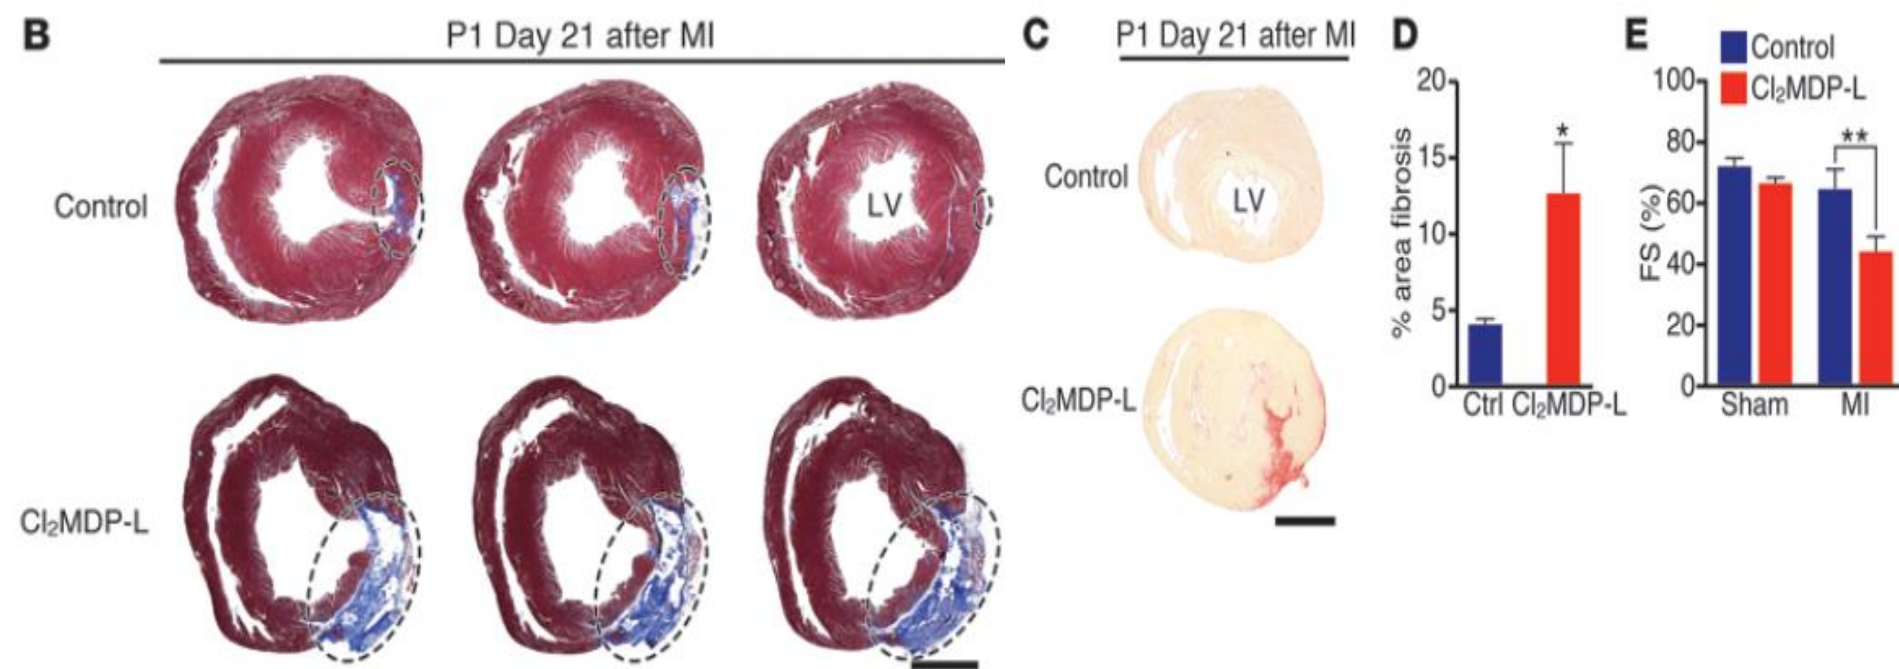 B
P1 Day 21 after MI
Control
LV
Cl₂MDP-L
C
P1 Day 21 after MI
Control
LV
Cl₂MDP-L
D
% area fibrosis
20
15
10
5
0
*
Ctrl Cl₂MDP-L
E
Control
Cl₂MDP-L
FS (%)
100
80
60
40
20
0
**
Sham MI